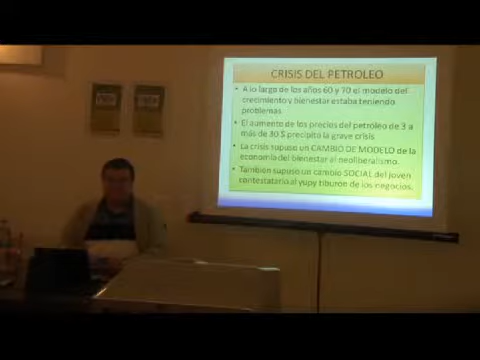 CRISIS DEL PETROLEO
• A lo largo de los años 60 y 70 el modelo del
crecimiento y bienestar estaba teniendo
problemas
• El aumento de los precios del petroleo de 3 a
más de 30 $ precipitó la grave crisis
• La crisis supuso un CAMBIO DE MODELO de la
economía del bienestar al neoliberalismo.
• Tambien supuso un cambio SOCIAL del joven
contestatario al yupy tiburon de los negocios.